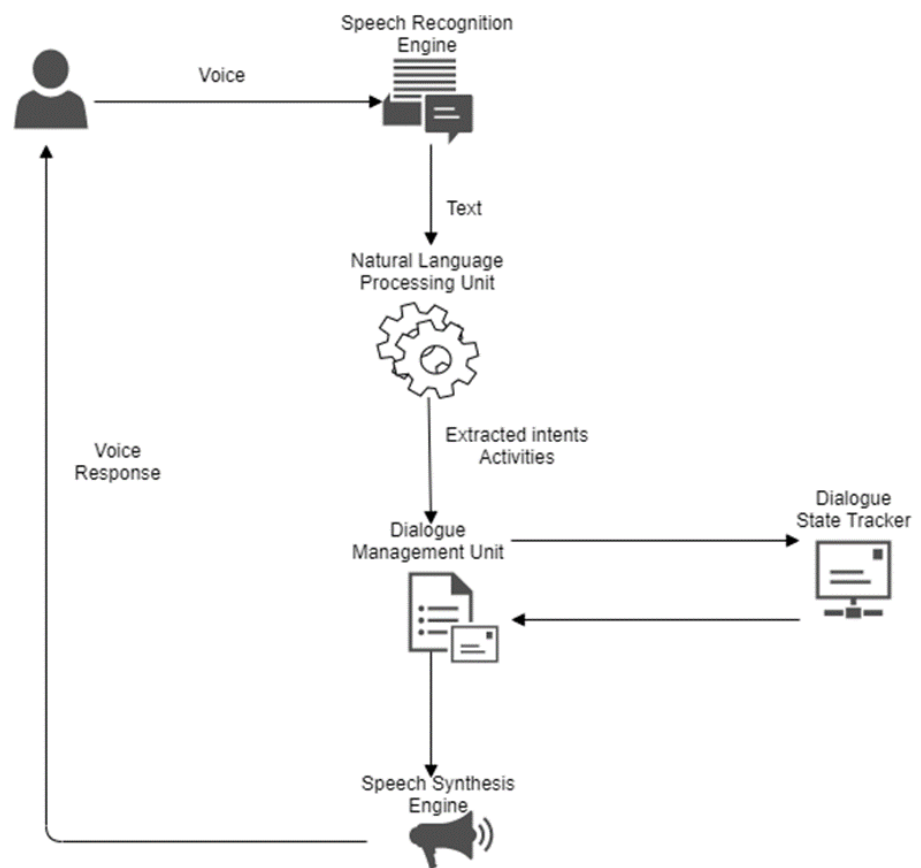 Speech Recognition
Engine
Voice
Text
Natural Language
Processing Unit
Extracted intents
Activities
Voice
Response
Dialogue
State Tracker
Dialogue
Management Unit
Speech Synthesis
Engine